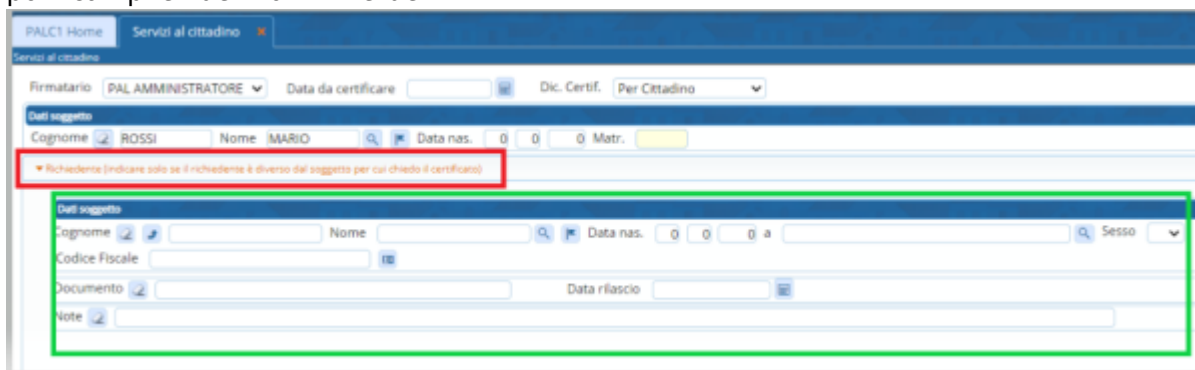 PALC1 Home Servizi al cittadino
Servizi al cittadino
Firmatario PAL AMMINISTRATORE Data da certificare Dic. Certif. Per Cittadino
Dati soggetto
Cognome ROSSI Nome MARIO Data nas. 0 0 0 Matr.
Richiedente (indicare solo se il richiedente è diverso dal soggetto per cui chiedo il certificato)
Dati soggetto
Cognome Nome Data nas. 0 0 0 a Sesso
Codice Fiscale
Documento Data rilascio
Note